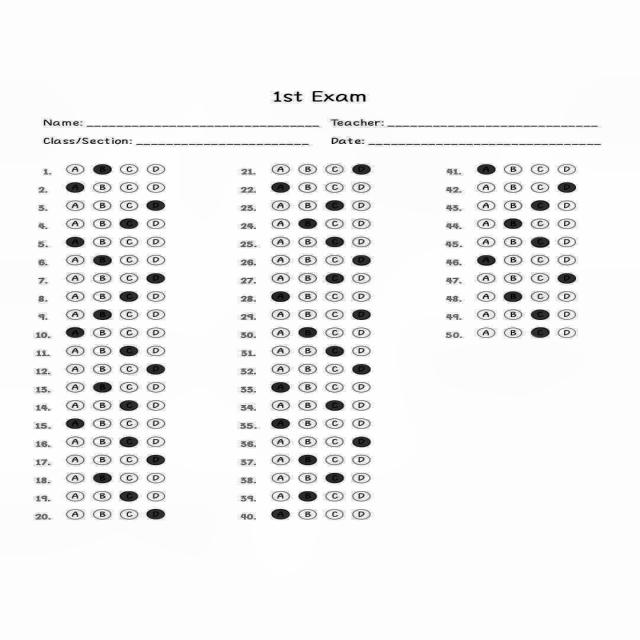 1st Exam
Name: ______________________________ Teacher: ______________________________
Class/Section: ______________________ Date: ______________________________
1. A B C D
2. A B C D
3. A B C D
4. A B C D
5. A B C D
6. A B C D
7. A B C D
8. A B C D
9. A B C D
10. A B C D
11. A B C D
12. A B C D
13. A B C D
14. A B C D
15. A B C D
16. A B C D
17. A B C D
18. A B C D
19. A B C D
20. A B C D
21. A B C D
22. A B C D
23. A B C D
24. A B C D
25. A B C D
26. A B C D
27. A B C D
28. A B C D
29. A B C D
30. A B C D
31. A B C D
32. A B C D
33. A B C D
34. A B C D
35. A B C D
36. A B C D
37. A B C D
38. A B C D
39. A B C D
40. A B C D
41. A B C D
42. A B C D
43. A B C D
44. A B C D
45. A B C D
46. A B C D
47. A B C D
48. A B C D
49. A B C D
50. A B C D